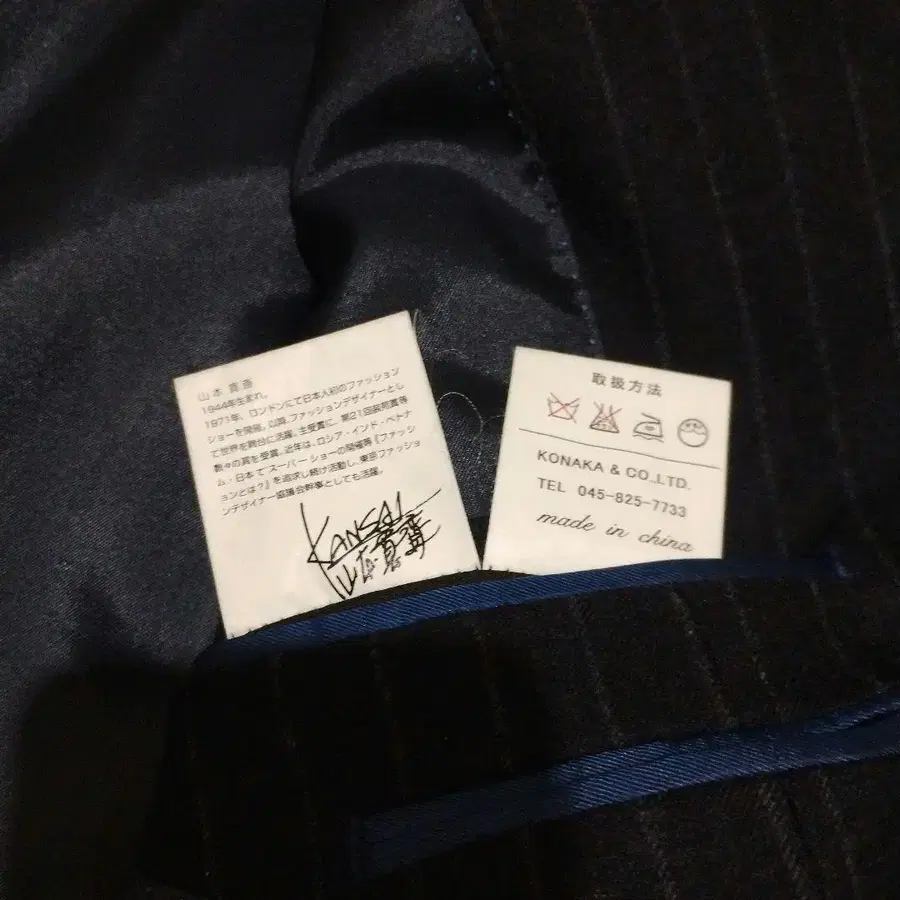 山本 寛斎
1944年生まれ。
1971年、ロンドンにて日本人初のファッション
ショーを開催。以降、ファッションデザイナーとし
て世界を舞台に活躍。主受賞に、第21回装苑賞等
数々の賞を受賞。近年は、ロシア・インド・ベトナ
ム・日本で"スーパーショーの開催等『ファッシ
ョンとは?』を追求し続け活動し、東京ファッショ
ンデザイナー協議会幹事としても活躍。
KANSAI
山本寛斎
取扱方法
KONAKA & CO.,LTD.
TEL 045-825-7733
made in china